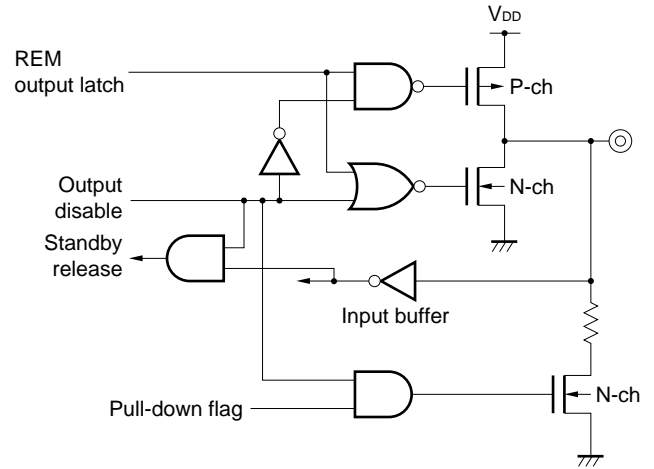 VDD
REM
output latch
P-ch
Output
disable
N-ch
Standby
release
Input buffer
N-ch
Pull-down flag